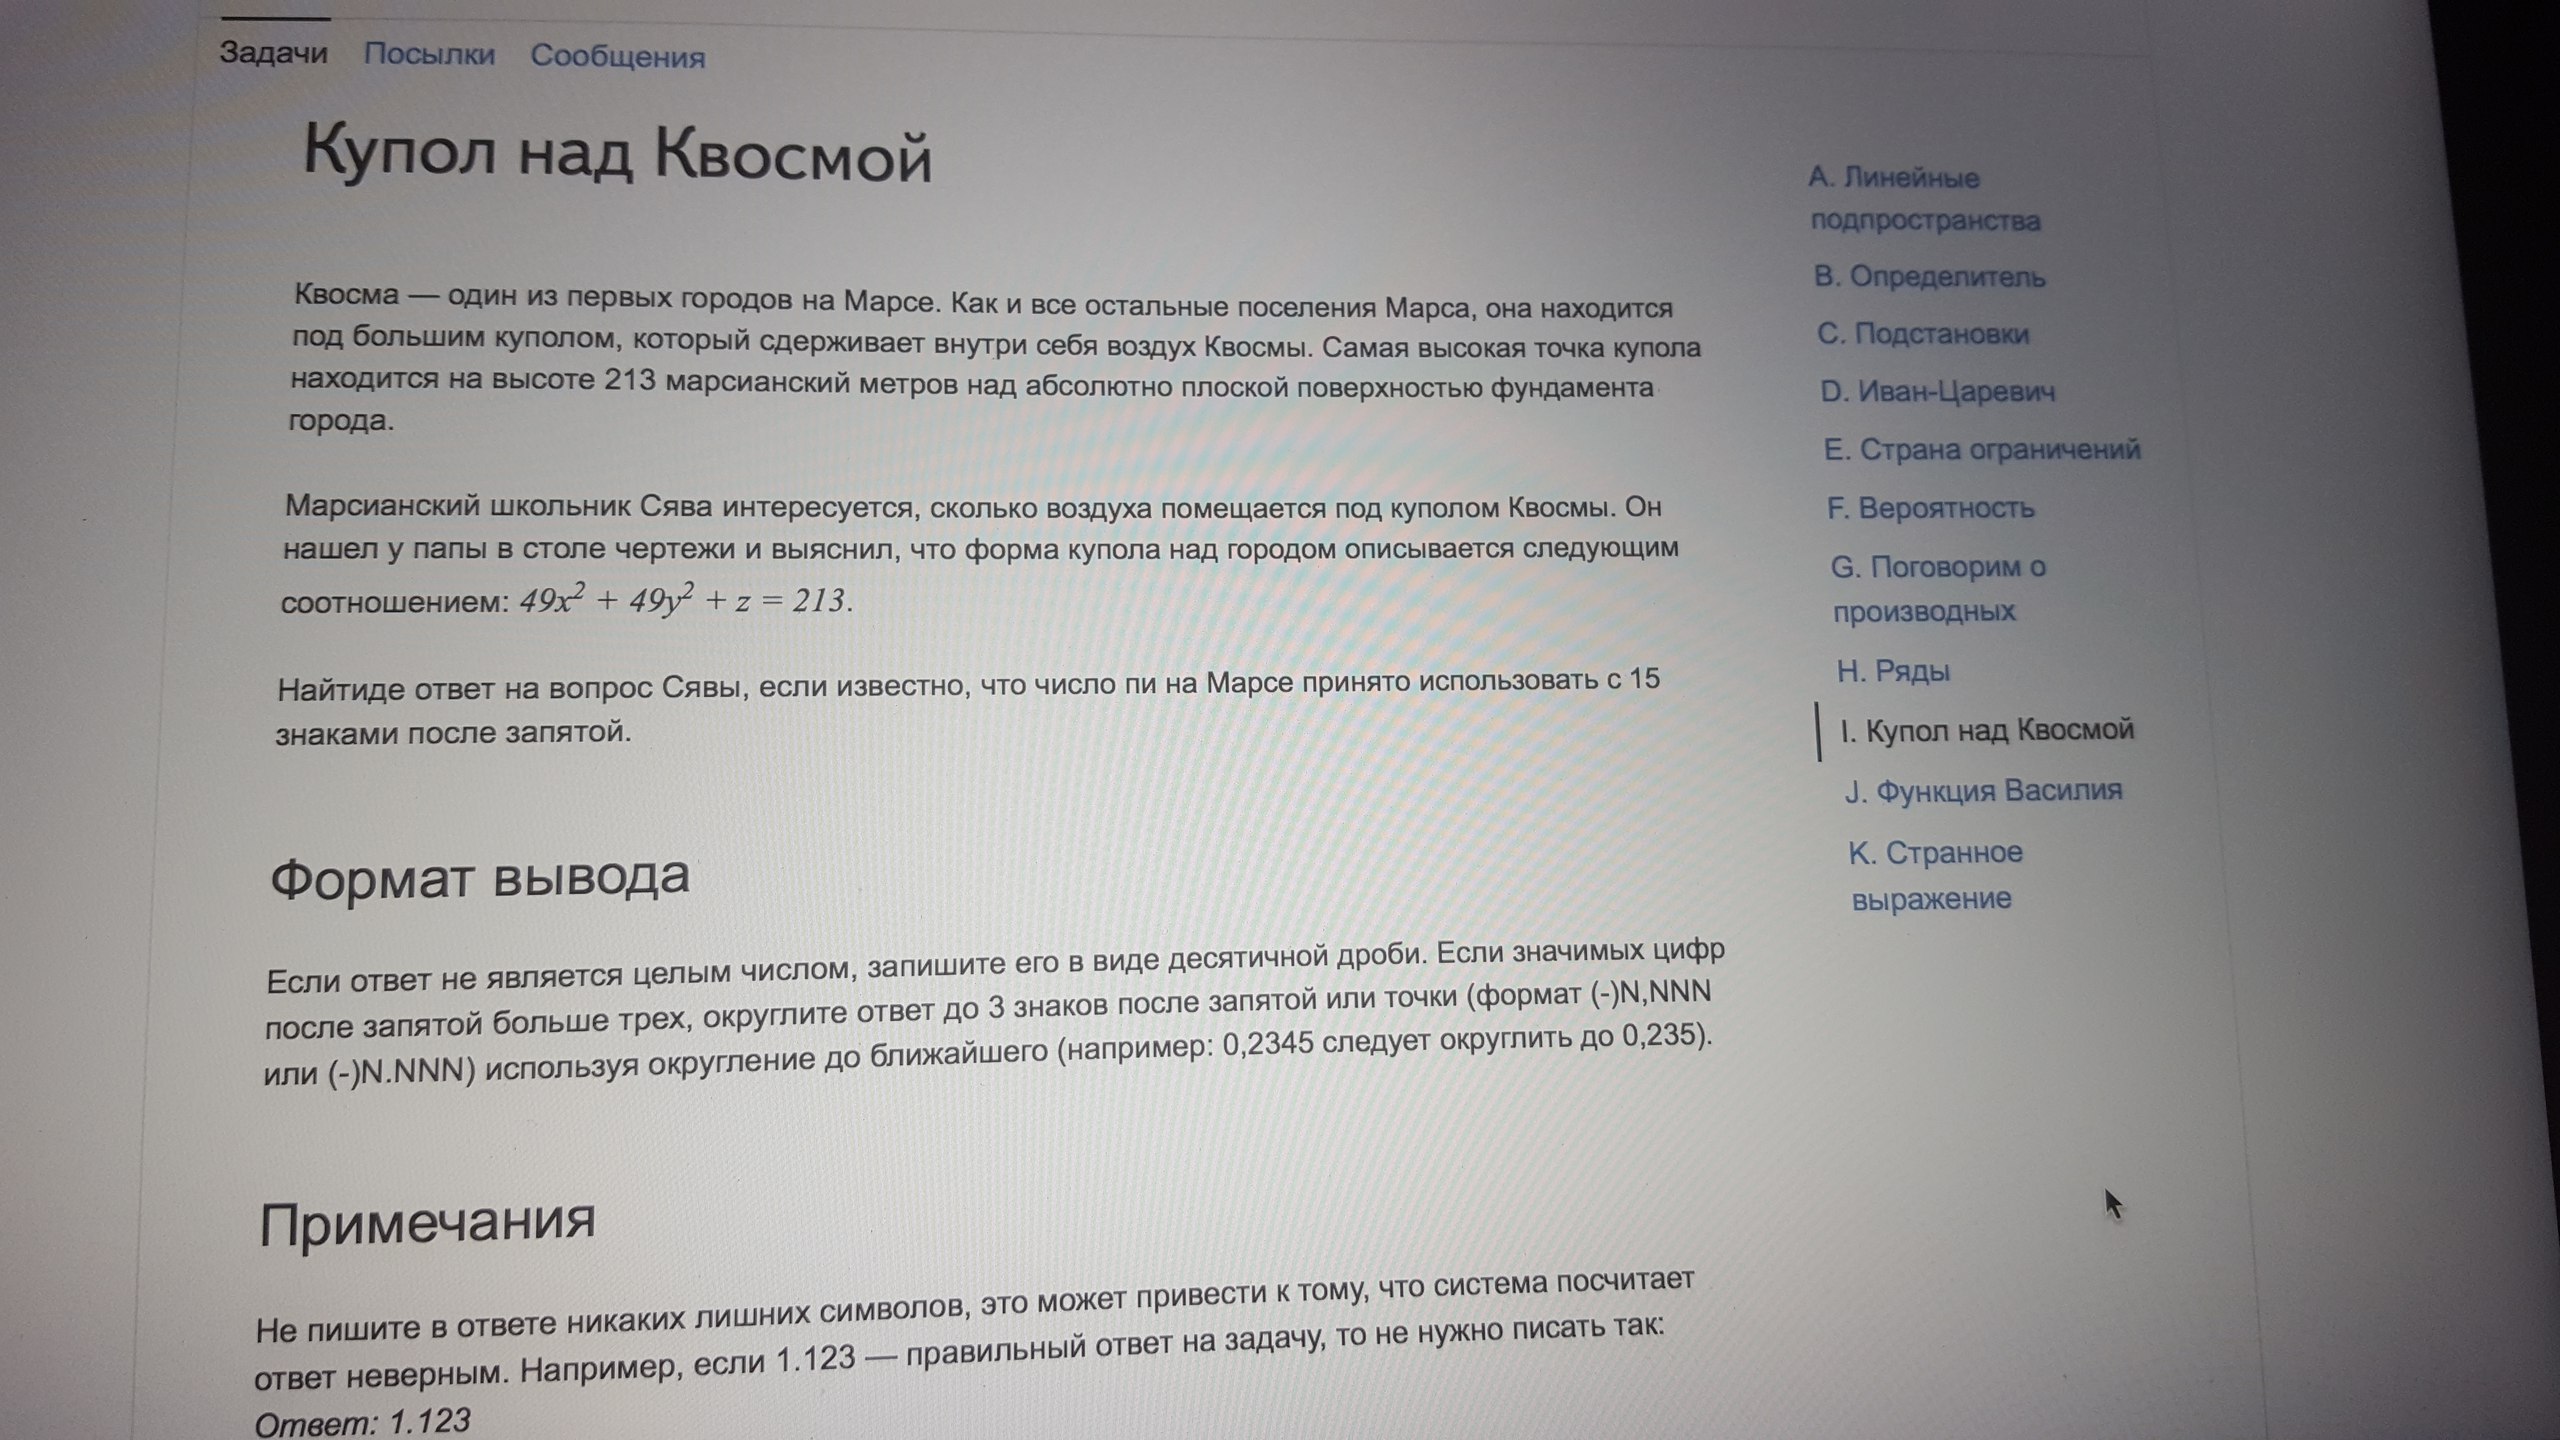 Задачи Посылки Сообщения
Купол над Квосмой
Квосма — один из первых городов на Марсе. Как и все остальные поселения Марса, она находится
под большим куполом, который сдерживает внутри себя воздух Квосмы. Самая высокая точка купола
находится на высоте 213 марсианский метров над абсолютно плоской поверхностью фундамента
города.
Марсианский школьник Сява интересуется, сколько воздуха помещается под куполом Квосмы. Он
нашел у папы в столе чертежи и выяснил, что форма купола над городом описывается следующим
соотношением: 49x² + 49y² + z = 213.
Найтиде ответ на вопрос Сявы, если известно, что число пи на Марсе принято использовать с 15
знаками после запятой.
Формат вывода
Если ответ не является целым числом, запишите его в виде десятичной дроби. Если значимых цифр
после запятой больше трех, округлите ответ до 3 знаков после запятой или точки (формат (-)N,NNN
или (-)N.NNN) используя округление до ближайшего (например: 0,2345 следует округлить до 0,235).
Примечания
Не пишите в ответе никаких лишних символов, это может привести к тому, что система посчитает
ответ неверным. Например, если 1.123 — правильный ответ на задачу, то не нужно писать так:
Ответ: 1.123
A. Линейные
подпространства
B. Определитель
C. Подстановки
D. Иван-Царевич
E. Страна ограничений
F. Вероятность
G. Поговорим о
производных
H. Ряды
I. Купол над Квосмой
J. Функция Василия
K. Странное
выражение